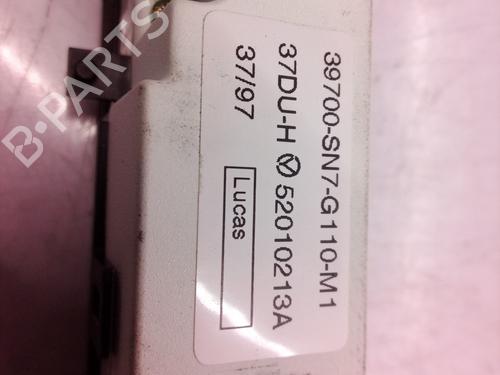 39700-SN7-G110-M1
37DU-H 52010213A
37/97
Lucas
B-PARTS